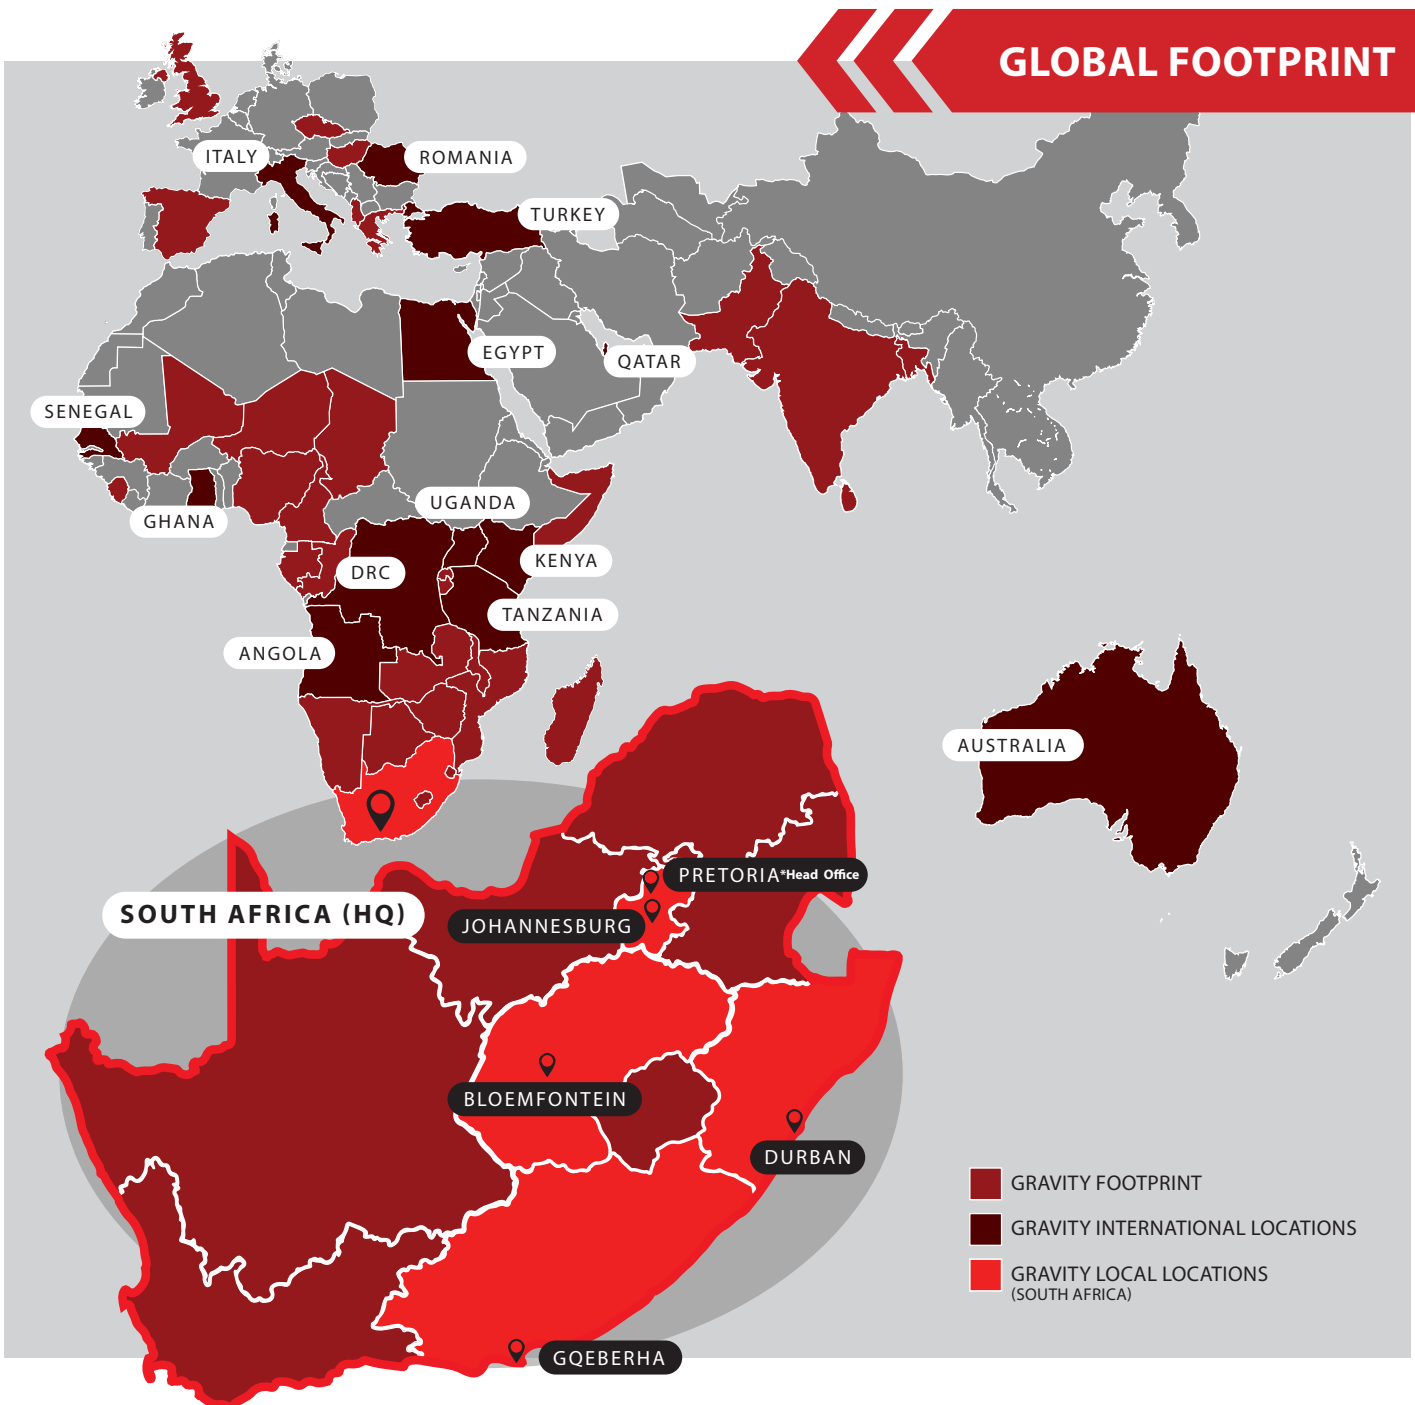 GLOBAL FOOTPRINT
ITALY
ROMANIA
TURKEY
EGYPT
QATAR
SENEGAL
UGANDA
GHANA
KENYA
DRC
TANZANIA
ANGOLA
AUSTRALIA
PRETORIA*Head Office
SOUTH AFRICA (HQ)
JOHANNESBURG
BLOEMFONTEIN
DURBAN
GQEBERHA
GRAVITY FOOTPRINT
GRAVITY INTERNATIONAL LOCATIONS
GRAVITY LOCAL LOCATIONS
(SOUTH AFRICA)